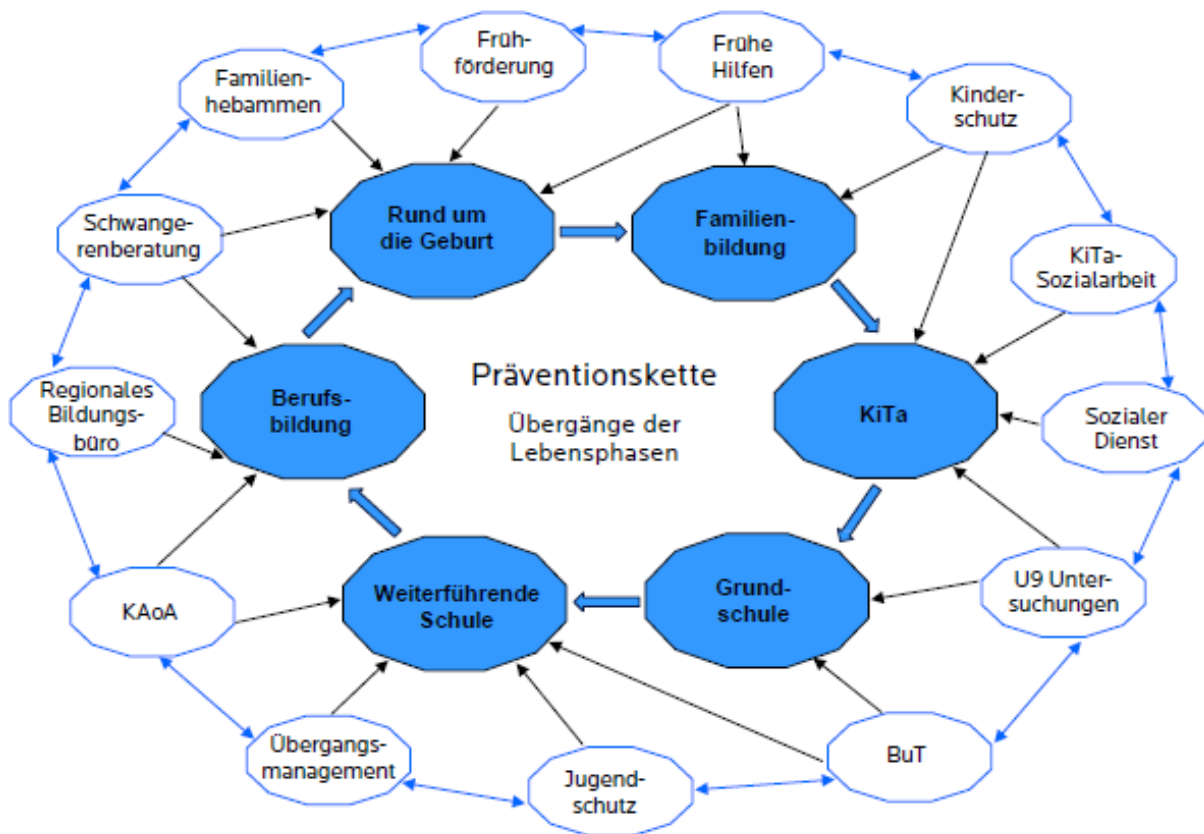 Früh-
förderung
Frühe
Hilfen
Familien-
hebammen
Kinder-
schutz
Schwange-
renberatung
Rund um
die Geburt
Familien-
bildung
KiTa-
Sozialarbeit
Präventionskette
Übergänge der
Lebensphasen
Regionales
Bildungs-
büro
Berufs-
bildung
KiTa
Sozialer
Dienst
KAoA
Weiterführende
Schule
Grund-
schule
U9 Unter-
suchungen
Übergangs-
management
Jugend-
schutz
BuT